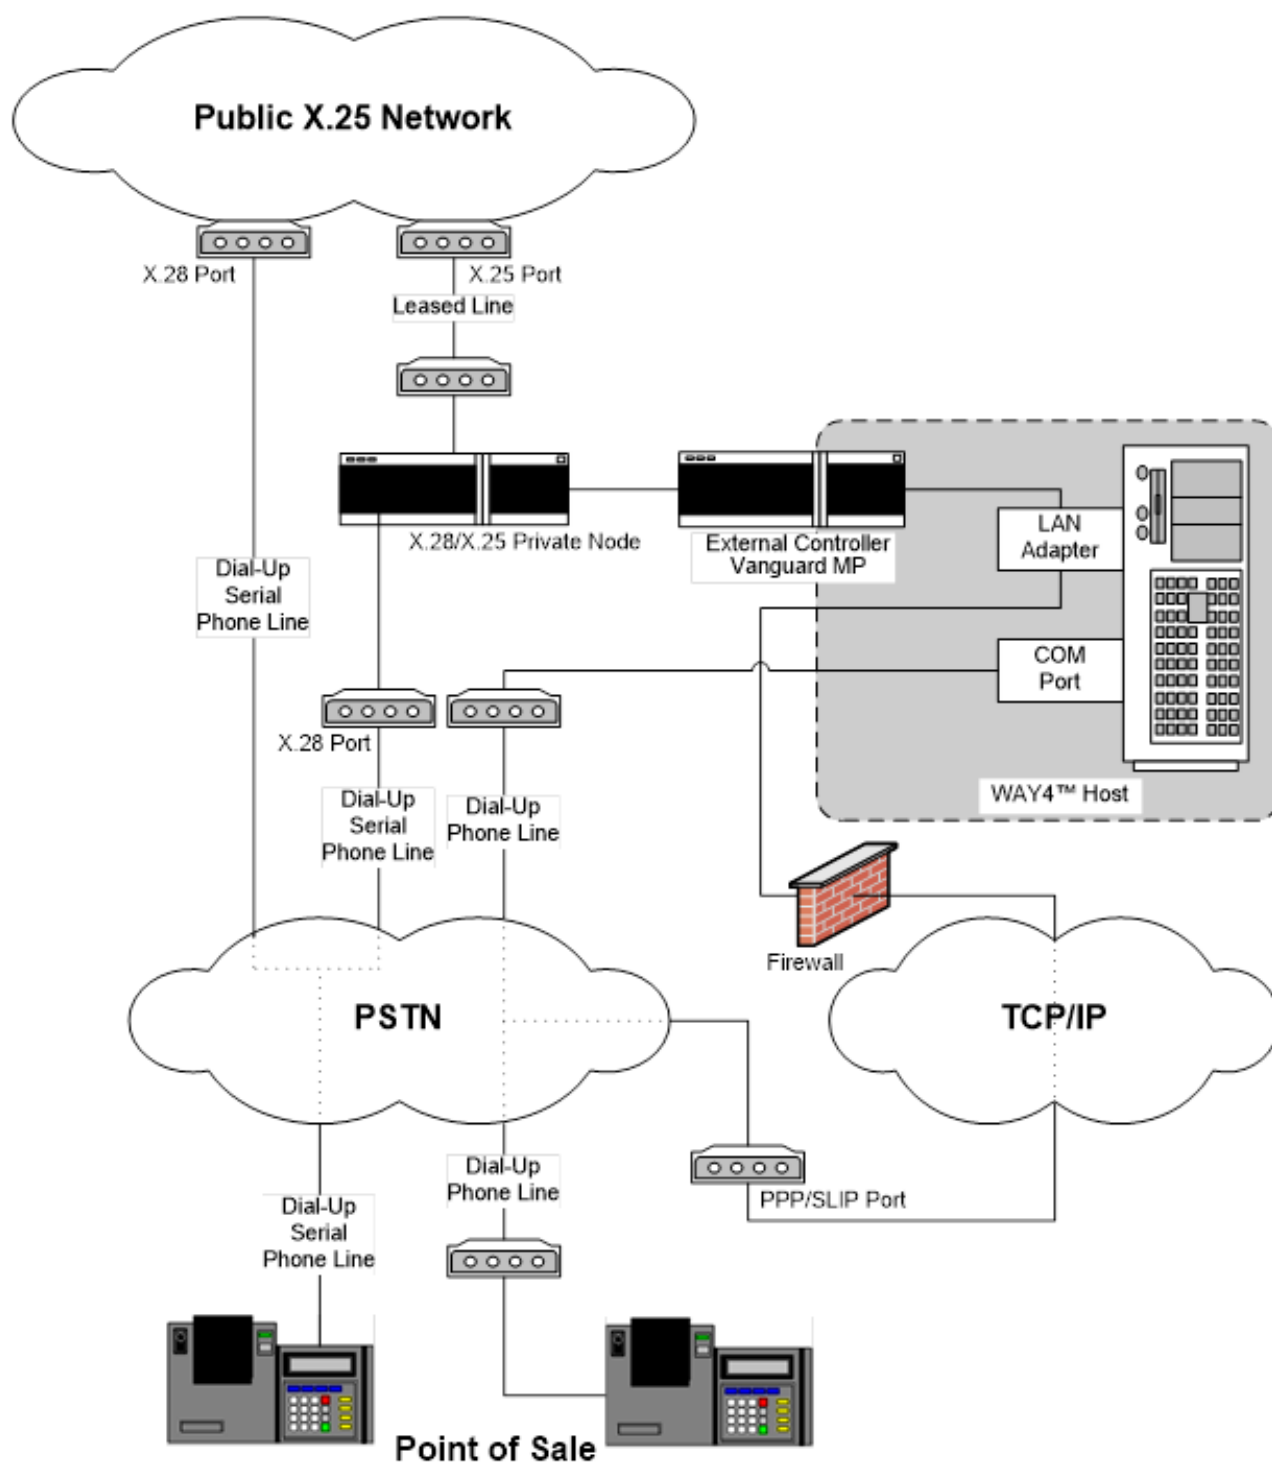 Public X.25 Network
X.28 Port
X.25 Port
Leased Line
X.28/X.25 Private Node
External Controller
Vanguard MP
LAN
Adapter
Dial-Up
Serial
Phone Line
COM
Port
X.28 Port
WAY4™ Host
Dial-Up
Serial
Phone Line
Dial-Up
Phone Line
Firewall
PSTN
TCP/IP
Dial-Up
Phone Line
PPP/SLIP Port
Dial-Up
Serial
Phone Line
Point of Sale